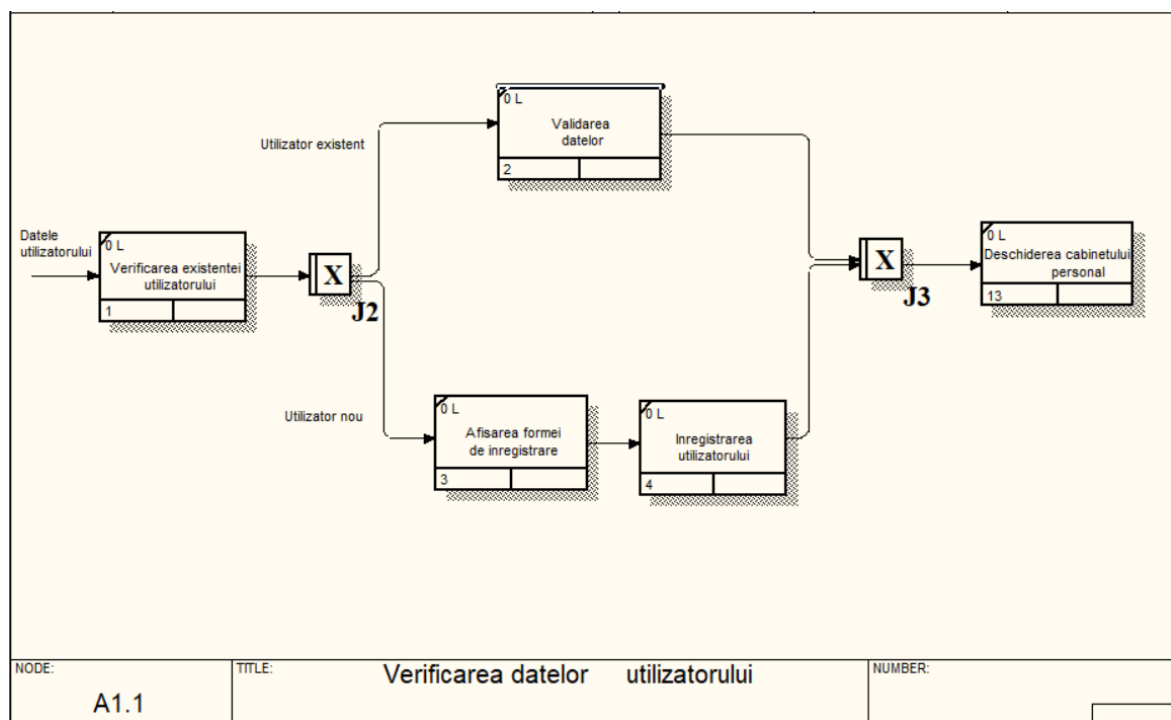 0 L
Validarea
datelor
2
Utilizator existent
Datele
utilizatorului
0 L
Verificarea existentei
utilizatorului
1
X
J2
X
J3
0 L
Deschiderea cabinetului
personal
13
Utilizator nou
0 L
Afisarea formei
de inregistrare
3
0 L
Inregistrarea
utilizatorului
4
NODE:
A1.1
TITLE:
Verificarea datelor utilizatorului
NUMBER: